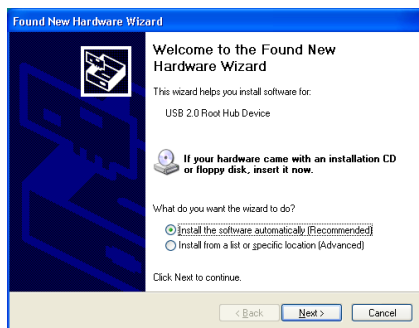 Found New Hardware Wizard
Welcome to the Found New
Hardware Wizard
This wizard helps you install software for:
USB 2.0 Root Hub Device
If your hardware came with an installation CD
or floppy disk, insert it now.
What do you want the wizard to do?
Install the software automatically (Recommended)
Install from a list or specific location (Advanced)
Click Next to continue.
< Back Next > Cancel